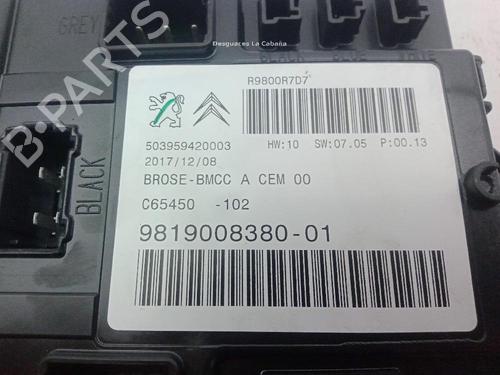 GREY
Desguaces La Cabaña
R9800R7D7
503959420003 HW:10 SW:07.05 P:00.13
2017/12/08
BROSE-BMCC A CEM 00
C65450 -102
9819008380-01
BLACK
B-PARTS